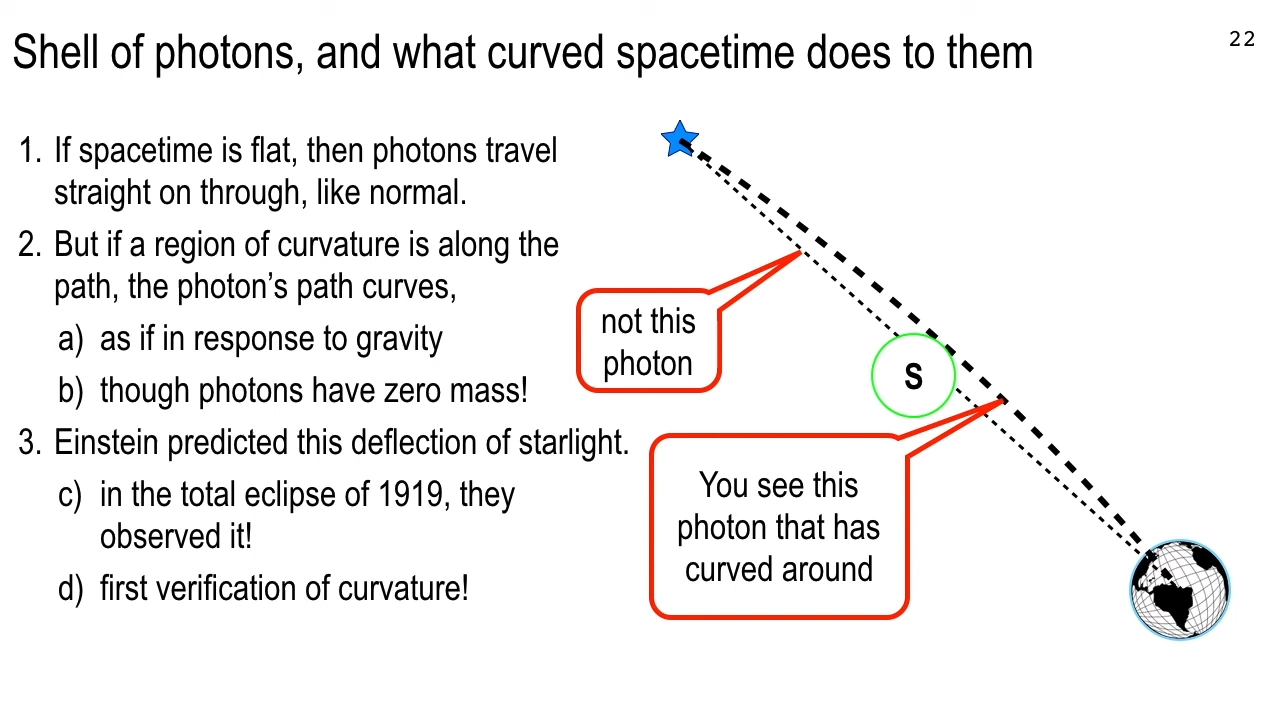 Shell of photons, and what curved spacetime does to them
22
1. If spacetime is flat, then photons travel
straight on through, like normal.
2. But if a region of curvature is along the
path, the photon’s path curves,
a) as if in response to gravity
b) though photons have zero mass!
3. Einstein predicted this deflection of starlight.
c) in the total eclipse of 1919, they
observed it!
d) first verification of curvature!
not this
photon
S
You see this
photon that has
curved around